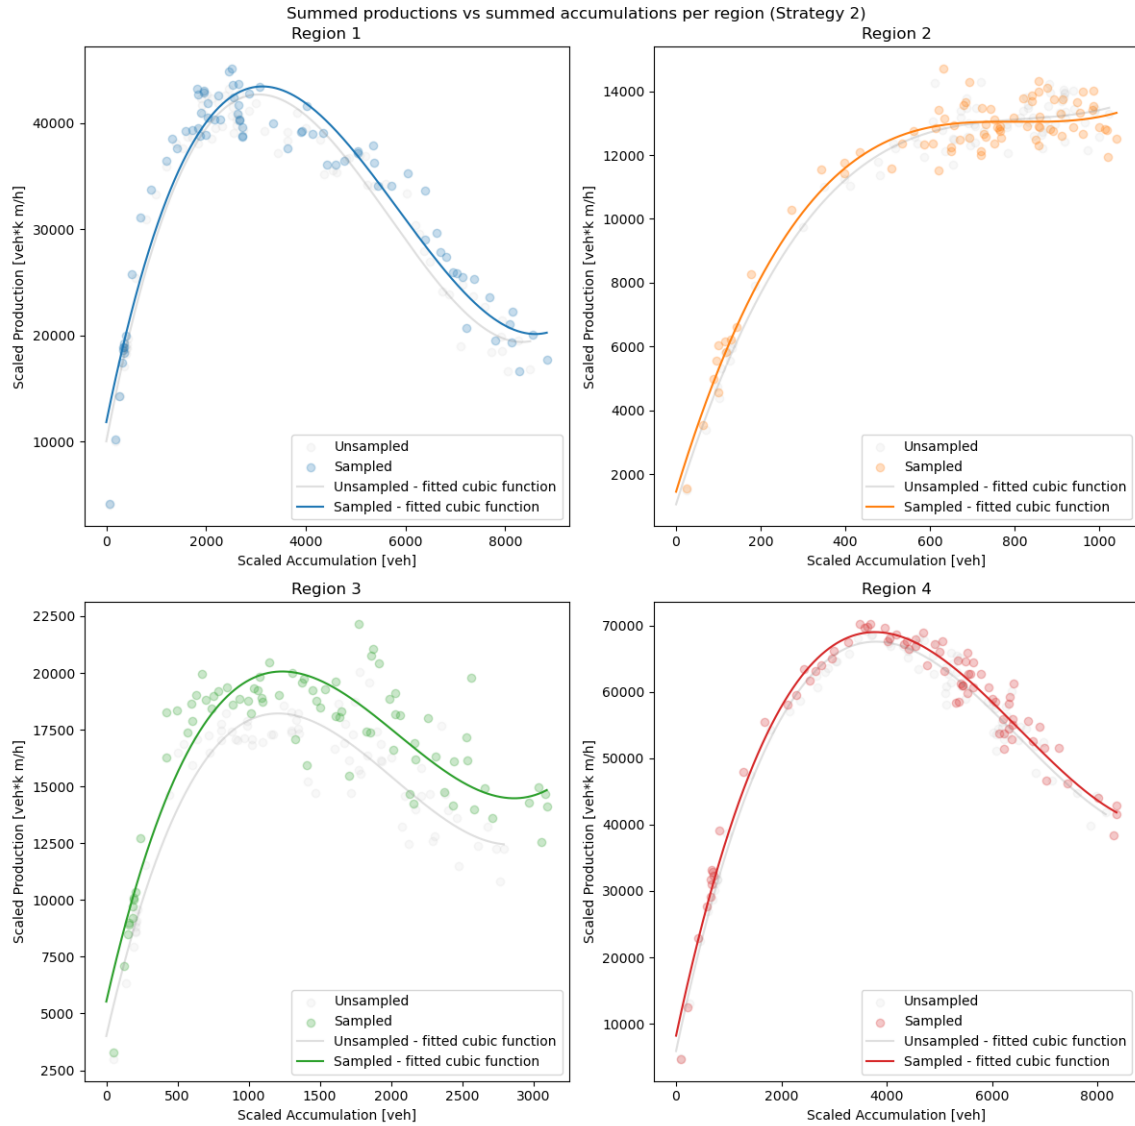 Summed productions vs summed accumulations per region (Strategy 2)
Region 1
Scaled Production [veh*k m/h]
40000
30000
20000
10000
0
2000
4000
6000
8000
Scaled Accumulation [veh]
Unsampled
Sampled
Unsampled - fitted cubic function
Sampled - fitted cubic function
Region 2
Scaled Production [veh*k m/h]
14000
12000
10000
8000
6000
4000
2000
0
200
400
600
800
1000
Scaled Accumulation [veh]
Unsampled
Sampled
Unsampled - fitted cubic function
Sampled - fitted cubic function
Region 3
Scaled Production [veh*k m/h]
22500
20000
17500
15000
12500
10000
7500
5000
2500
0
500
1000
1500
2000
2500
3000
Scaled Accumulation [veh]
Unsampled
Sampled
Unsampled - fitted cubic function
Sampled - fitted cubic function
Region 4
Scaled Production [veh*k m/h]
70000
60000
50000
40000
30000
20000
10000
0
2000
4000
6000
8000
Scaled Accumulation [veh]
Unsampled
Sampled
Unsampled - fitted cubic function
Sampled - fitted cubic function